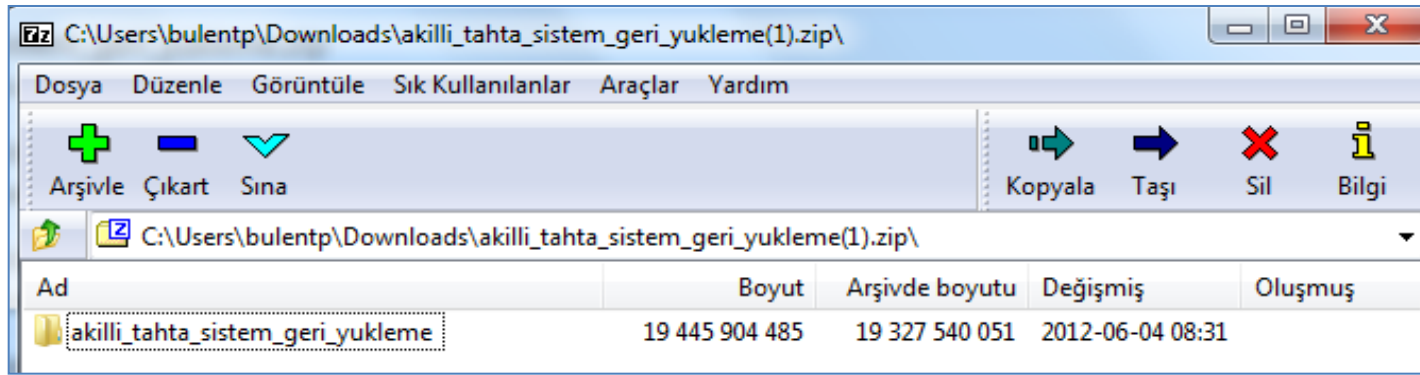 C:\Users\bulentp\Downloads\akilli_tahta_sistem_geri_yukleme(1).zip\
Dosya Düzenle Görüntüle Sık Kullanılanlar Araçlar Yardım
Arşivle Çıkart Sına Kopyala Taşı Sil Bilgi
C:\Users\bulentp\Downloads\akilli_tahta_sistem_geri_yukleme(1).zip\
Ad Boyut Arşivde boyutu Değişmiş Oluşmuş
akilli_tahta_sistem_geri_yukleme 19 445 904 485 19 327 540 051 2012-06-04 08:31